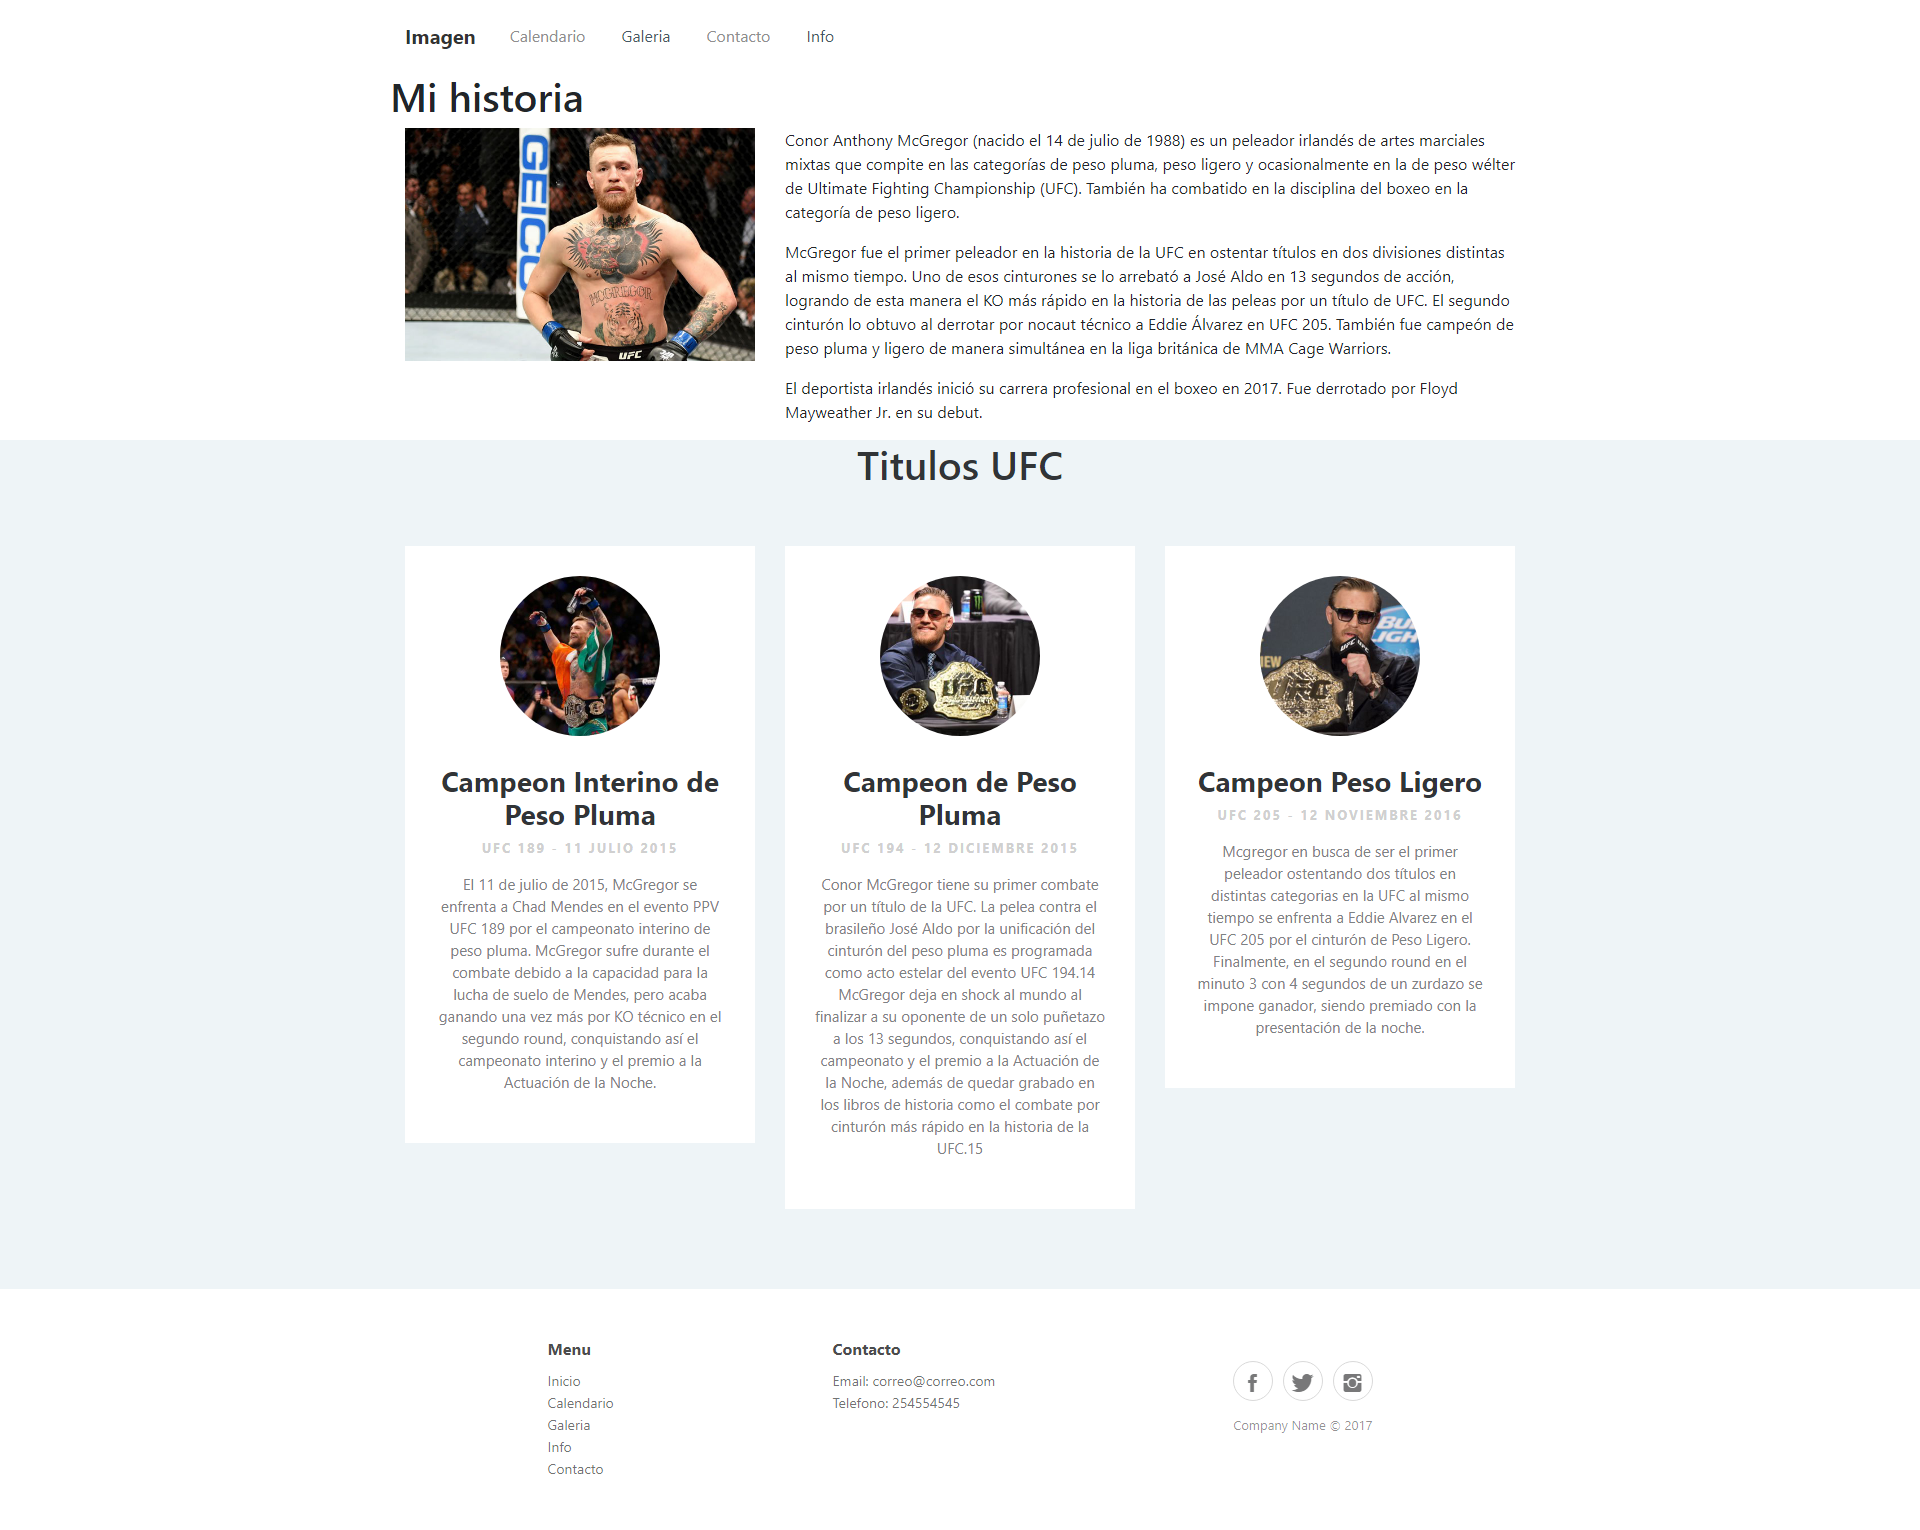 Imagen Calendario Galeria Contacto Info
Mi historia
GEICO
MCGREGOR
UFC
Conor Anthony McGregor (nacido el 14 de julio de 1988) es un peleador irlandés de artes marciales
mixtas que compite en las categorías de peso pluma, peso ligero y ocasionalmente en la de peso wélter
de Ultimate Fighting Championship (UFC). También ha combatido en la disciplina del boxeo en la
categoría de peso ligero.
McGregor fue el primer peleador en la historia de la UFC en ostentar títulos en dos divisiones distintas
al mismo tiempo. Uno de esos cinturones se lo arrebató a José Aldo en 13 segundos de acción,
logrando de esta manera el KO más rápido en la historia de las peleas por un título de UFC. El segundo
cinturón lo obtuvo al derrotar por nocaut técnico a Eddie Álvarez en UFC 205. También fue campeón de
peso pluma y ligero de manera simultánea en la liga británica de MMA Cage Warriors.
El deportista irlandés inició su carrera profesional en el boxeo en 2017. Fue derrotado por Floyd
Mayweather Jr. en su debut.
Titulos UFC
UFC
Campeon Interino de
Peso Pluma
UFC 189 - 11 JULIO 2015
El 11 de julio de 2015, McGregor se
enfrenta a Chad Mendes en el evento PPV
UFC 189 por el campeonato interino de
peso pluma. McGregor sufre durante el
combate debido a la capacidad para la
lucha de suelo de Mendes, pero acaba
ganando una vez más por KO técnico en el
segundo round, conquistando así el
campeonato interino y el premio a la
Actuación de la Noche.
UFC
Campeon de Peso
Pluma
UFC 194 - 12 DICIEMBRE 2015
Conor McGregor tiene su primer combate
por un título de la UFC. La pelea contra el
brasileño José Aldo por la unificación del
cinturón del peso pluma es programada
como acto estelar del evento UFC 194.14
McGregor deja en shock al mundo al
finalizar a su oponente de un solo puñetazo
a los 13 segundos, conquistando así el
campeonato y el premio a la Actuación de
la Noche, además de quedar grabado en
los libros de historia como el combate por
cinturón más rápido en la historia de la
UFC.15
BUD
LIGHT
VIEW
UFC UFC
UFC
Campeon Peso Ligero
UFC 205 - 12 NOVIEMBRE 2016
Mcgregor en busca de ser el primer
peleador ostentando dos títulos en
distintas categorias en la UFC al mismo
tiempo se enfrenta a Eddie Alvarez en el
UFC 205 por el cinturón de Peso Ligero.
Finalmente, en el segundo round en el
minuto 3 con 4 segundos de un zurdazo se
impone ganador, siendo premiado con la
presentación de la noche.
Menu
Inicio
Calendario
Galeria
Info
Contacto
Contacto
Email: correo@correo.com
Telefono: 254554545
Company Name © 2017